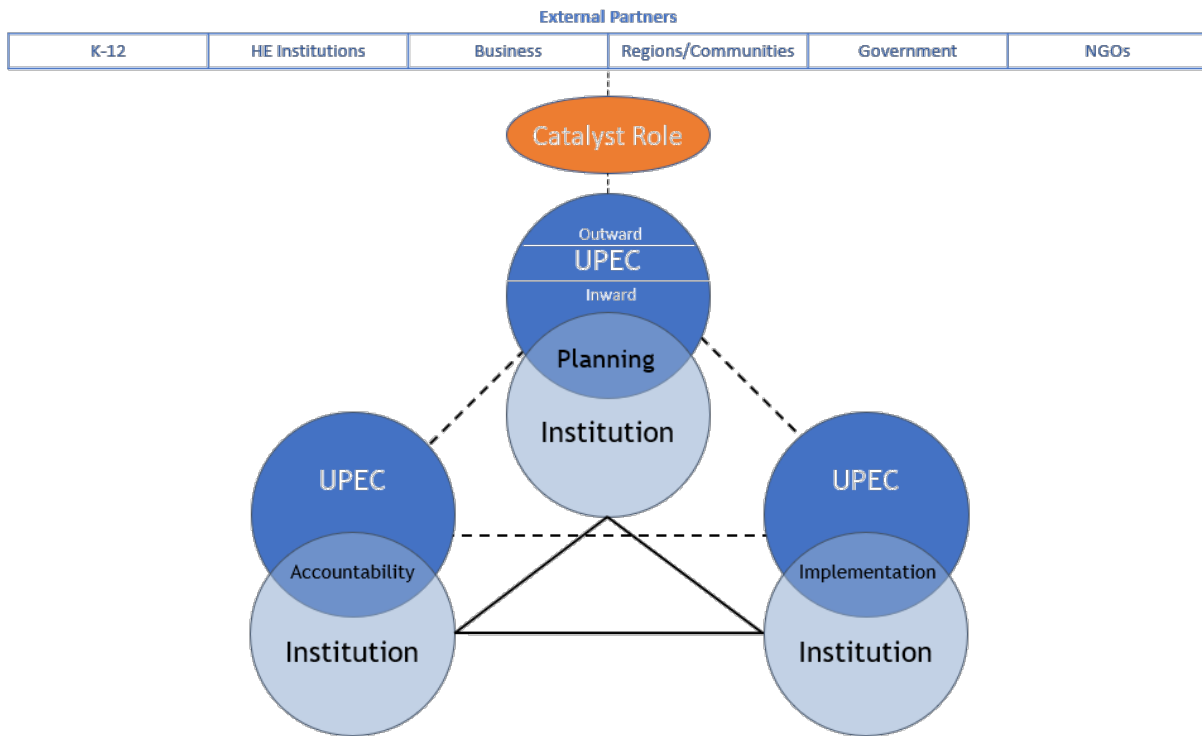 External Partners
K-12 HE Institutions Business Regions/Communities Government NGOs
Catalyst Role
Outward
UPEC
Inward
Planning
Institution
UPEC
Accountability
Institution
UPEC
Implementation
Institution